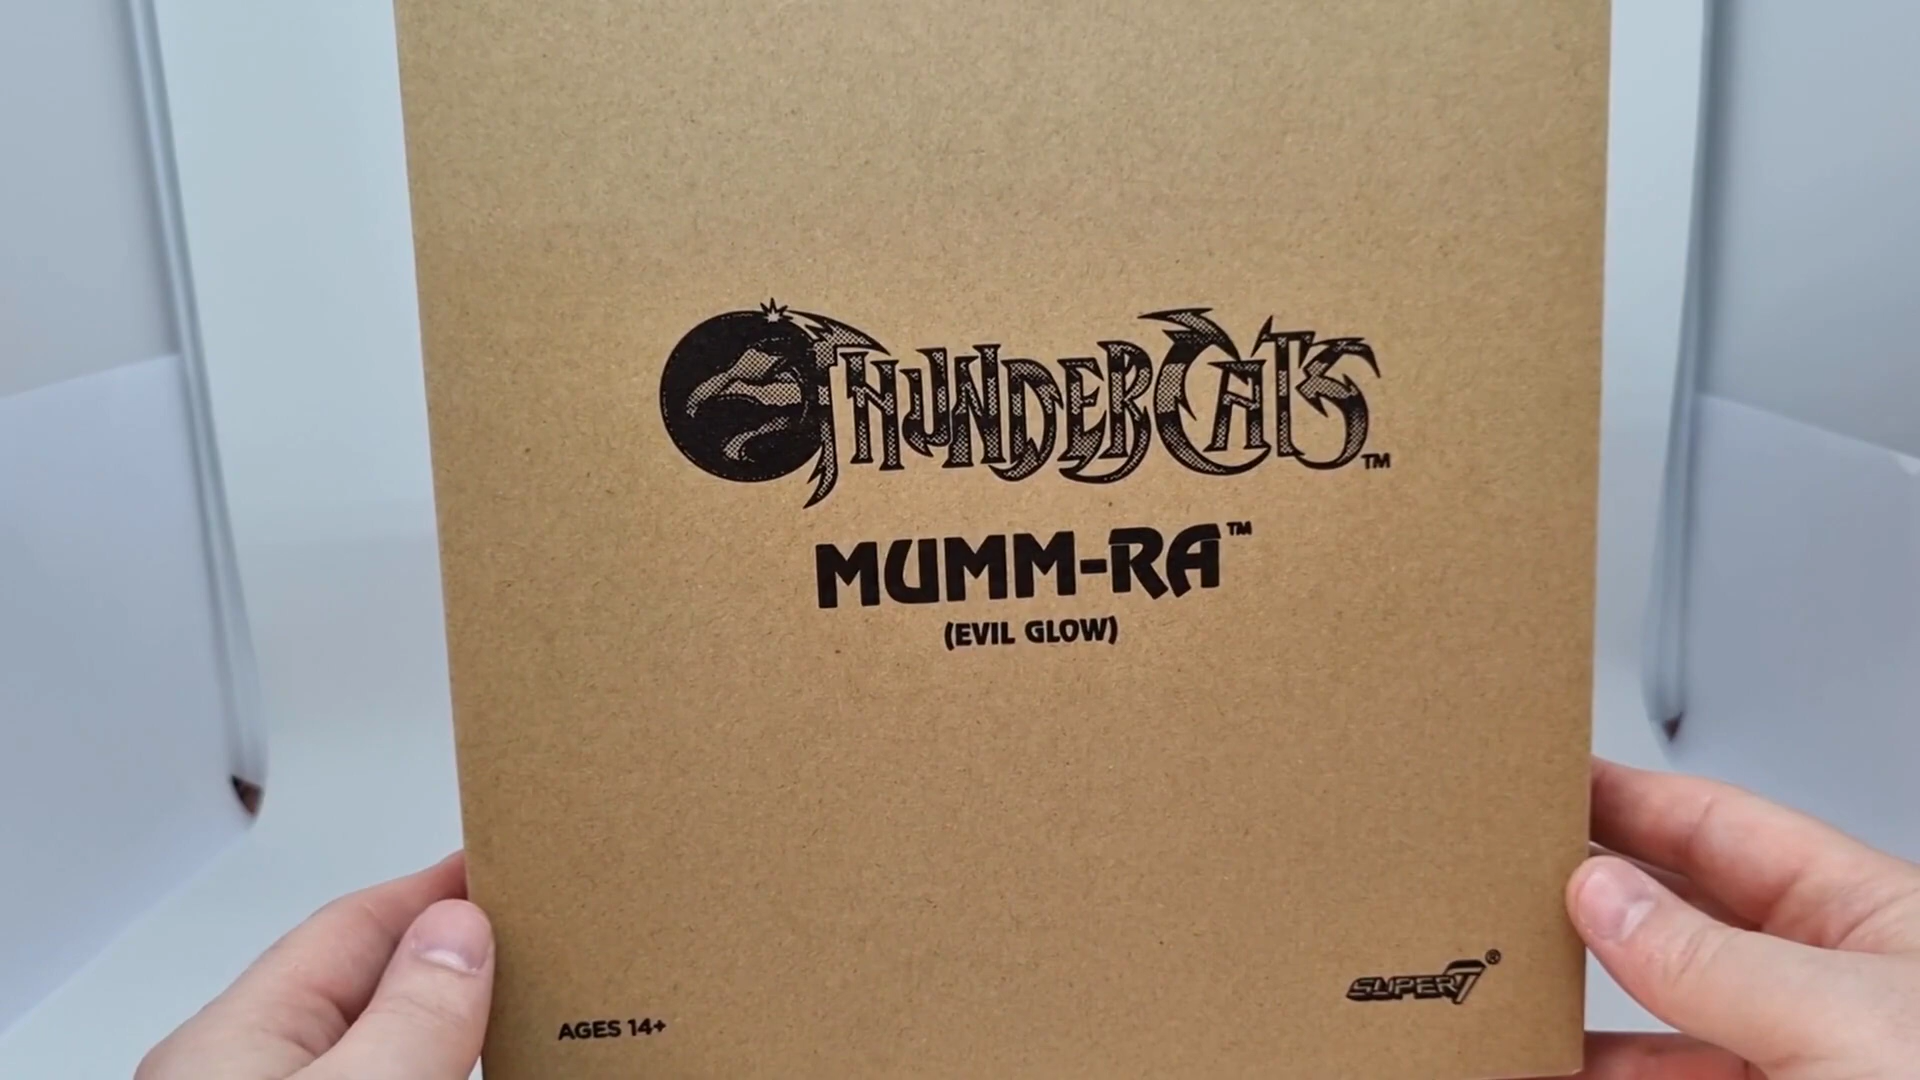 THUNDERCATS™
MUMM-RA™
(EVIL GLOW)
SUPER7®
AGES 14+